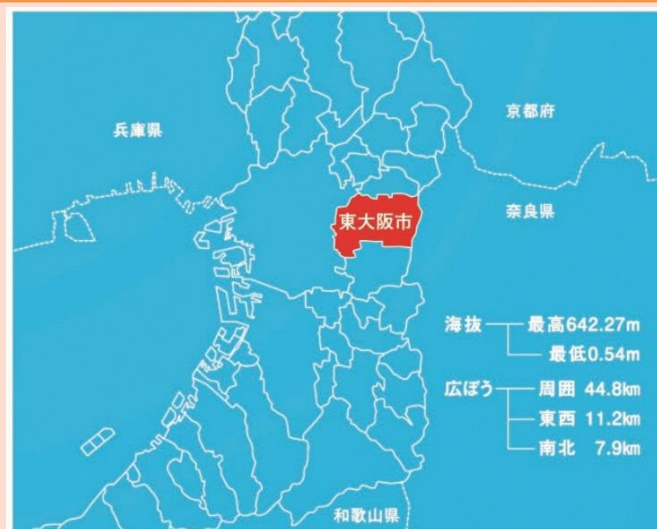 京都府
兵庫県
奈良県
東大阪市
海抜 最高642.27m
最低0.54m
広ぼう 周囲 44.8km
東西 11.2km
南北 7.9km
和歌山県